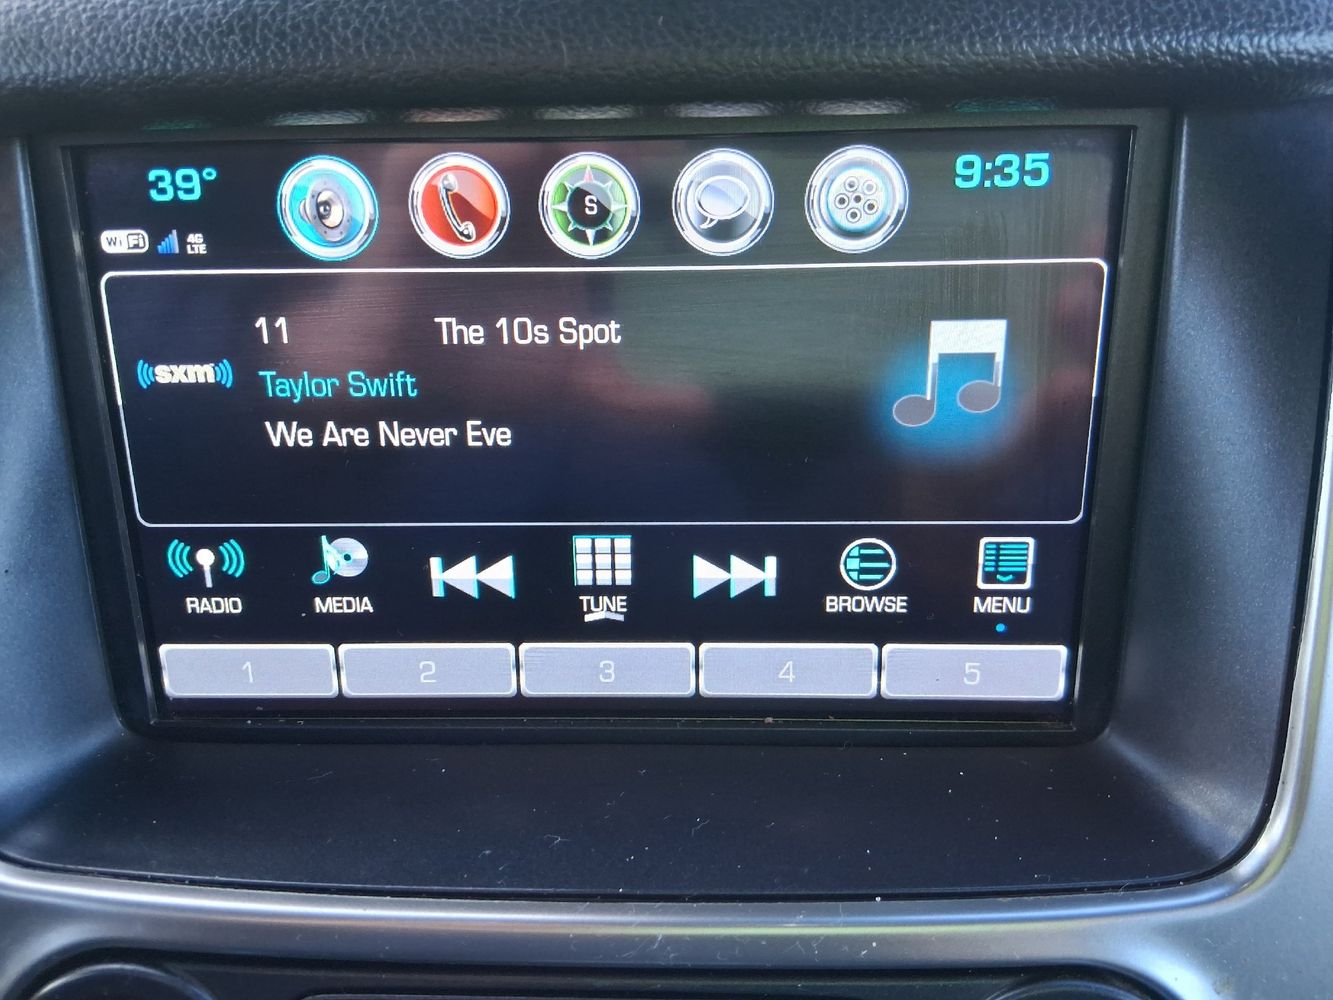 39°
9:35
WiFi
4G
LTE
S
11 The 10s Spot
sxm
Taylor Swift
We Are Never Eve
RADIO
MEDIA
TUNE
BROWSE
MENU
1
2
3
4
5